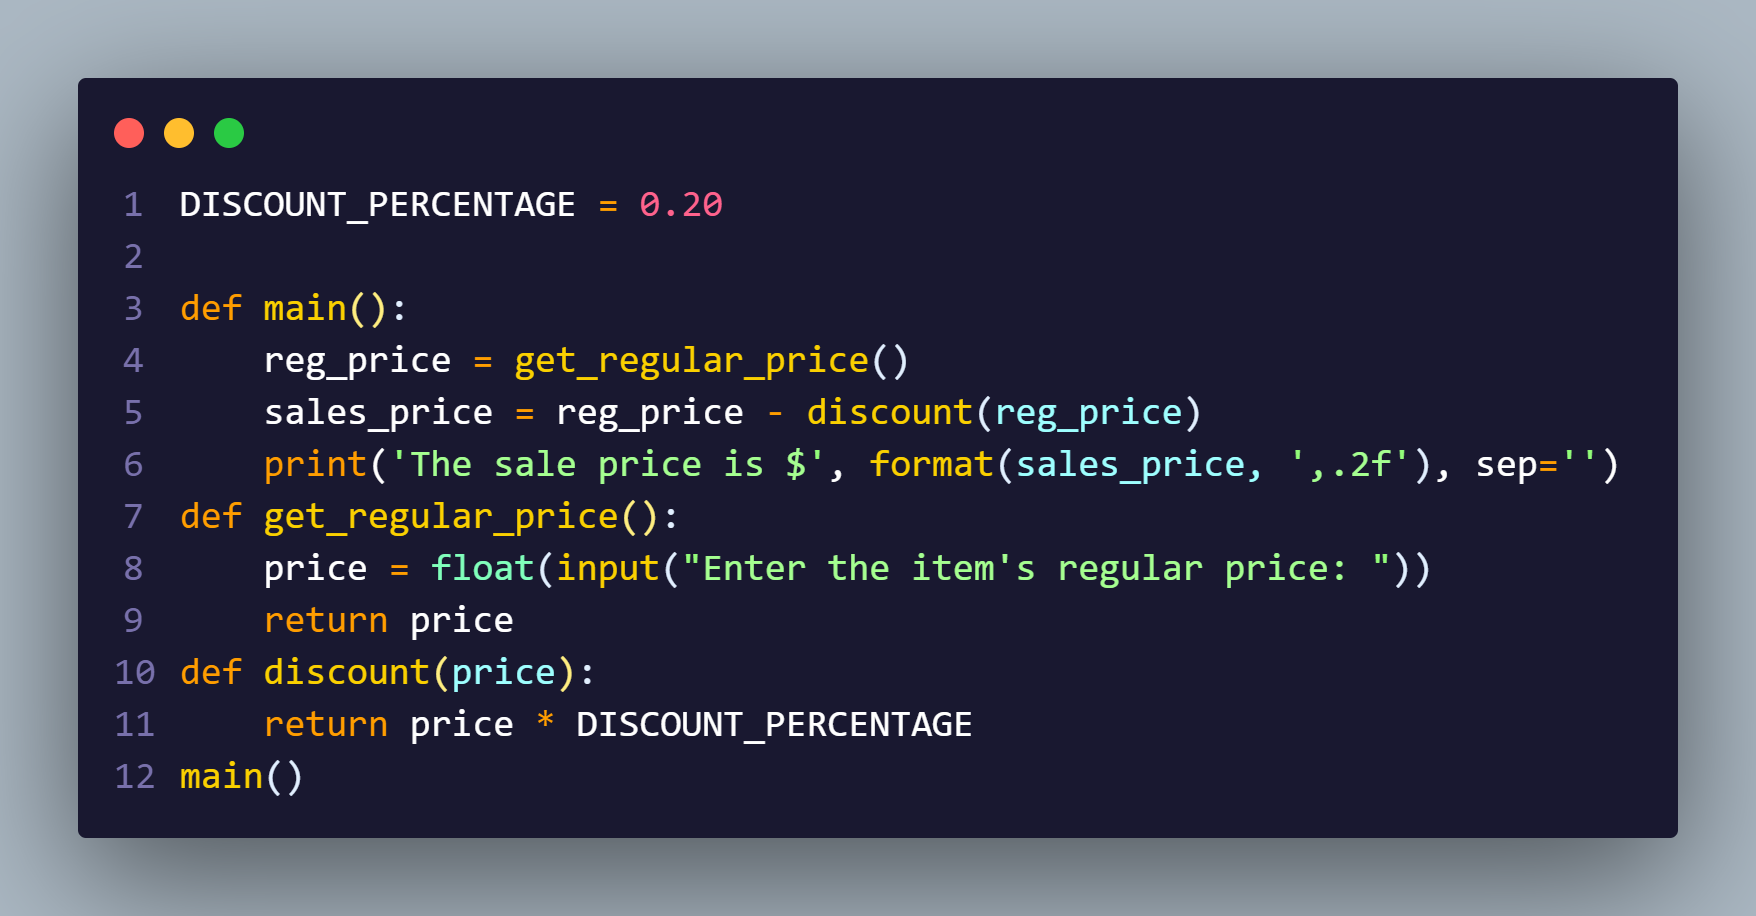 1 DISCOUNT_PERCENTAGE = 0.20
2
3 def main():
4     reg_price = get_regular_price()
5     sales_price = reg_price - discount(reg_price)
6     print('The sale price is $', format(sales_price, ',.2f'), sep='')
7 def get_regular_price():
8     price = float(input("Enter the item's regular price: "))
9     return price
10 def discount(price):
11     return price * DISCOUNT_PERCENTAGE
12 main()